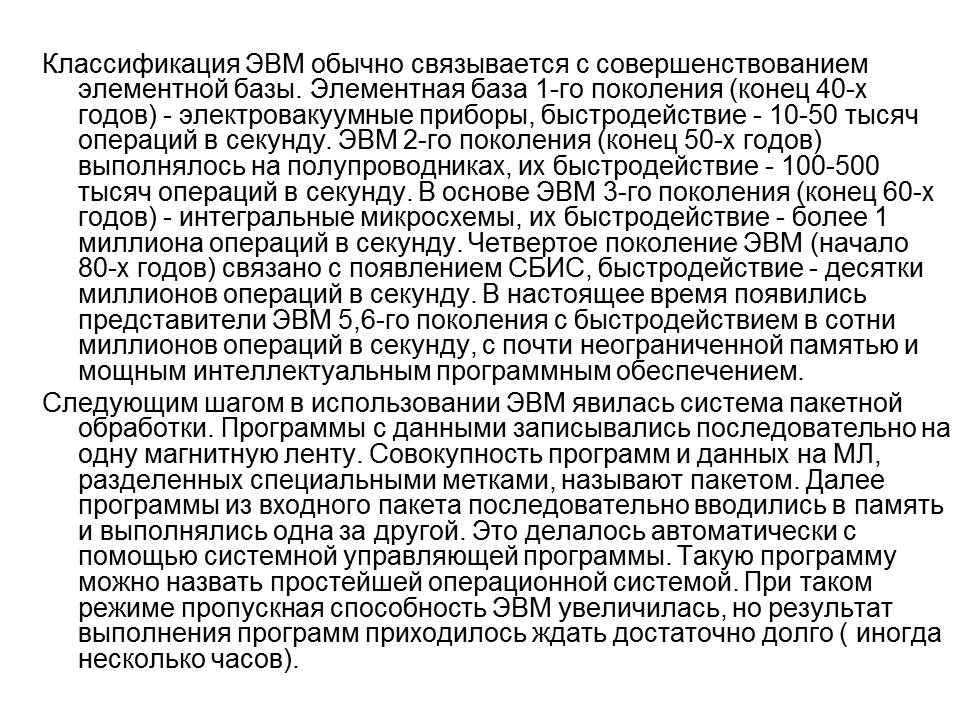 Классификация ЭВМ обычно связывается с совершенствованием
элементной базы. Элементная база 1-го поколения (конец 40-х
годов) - электровакуумные приборы, быстродействие - 10-50 тысяч
операций в секунду. ЭВМ 2-го поколения (конец 50-х годов)
выполнялось на полупроводниках, их быстродействие - 100-500
тысяч операций в секунду. В основе ЭВМ 3-го поколения (конец 60-х
годов) - интегральные микросхемы, их быстродействие - более 1
миллиона операций в секунду. Четвертое поколение ЭВМ (начало
80-х годов) связано с появлением СБИС, быстродействие - десятки
миллионов операций в секунду. В настоящее время появились
представители ЭВМ 5,6-го поколения с быстродействием в сотни
миллионов операций в секунду, с почти неограниченной памятью и
мощным интеллектуальным программным обеспечением.
Следующим шагом в использовании ЭВМ явилась система пакетной
обработки. Программы с данными записывались последовательно на
одну магнитную ленту. Совокупность программ и данных на МЛ,
разделенных специальными метками, называют пакетом. Далее
программы из входного пакета последовательно вводились в память
и выполнялись одна за другой. Это делалось автоматически с
помощью системной управляющей программы. Такую программу
можно назвать простейшей операционной системой. При таком
режиме пропускная способность ЭВМ увеличилась, но результат
выполнения программ приходилось ждать достаточно долго ( иногда
несколько часов).